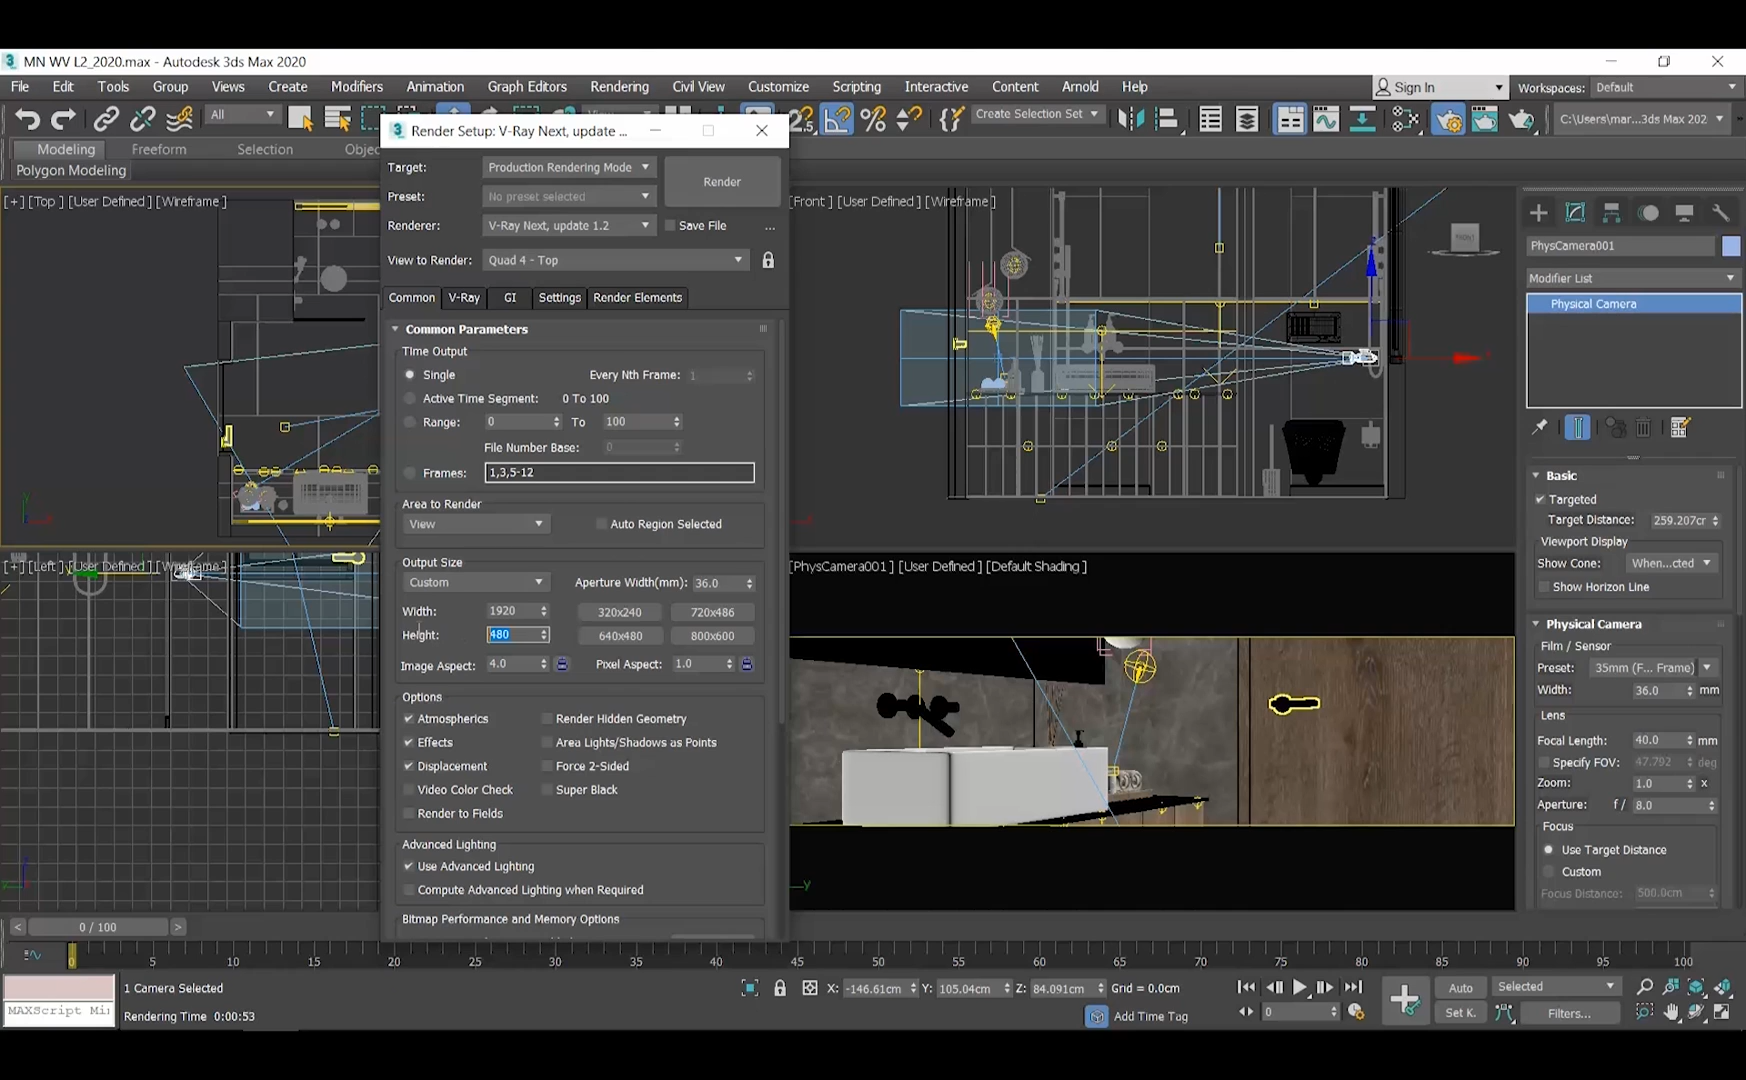 MN WV L2_2020.max - Autodesk 3ds Max 2020
File Edit Tools Group Views Create Modifiers Animation Graph Editors Rendering Civil View Customize Scripting Interactive Content Arnold Help
Sign In Workspaces: Default
All
Create Selection Set
C:\Users\mar...3ds Max 202
Modeling Freeform Selection
Polygon Modeling
Render Setup: V-Ray Next, update ...
Target: Production Rendering Mode
Render
Preset: No preset selected
Renderer: V-Ray Next, update 1.2 Save File ...
View to Render: Quad 4 - Top
Common V-Ray GI Settings Render Elements
Common Parameters
Time Output
Single Every Nth Frame: 1
Active Time Segment: 0 To 100
Range: 0 To 100
File Number Base: 0
Frames: 1,3,5-12
Area to Render
View Auto Region Selected
Output Size
Custom Aperture Width(mm): 36.0
Width: 1920 320x240 720x486
Height: 480 640x480 800x600
Image Aspect: 4.0 Pixel Aspect: 1.0
Options
Atmospherics Render Hidden Geometry
Effects Area Lights/Shadows as Points
Displacement Force 2-Sided
Video Color Check Super Black
Render to Fields
Advanced Lighting
Use Advanced Lighting
Compute Advanced Lighting when Required
Bitmap Performance and Memory Options
[+] [Top ] [User Defined ] [Wireframe ]
[Front ] [User Defined ] [Wireframe ]
FRONT
[+] [Left ] [User Defined ] [Wireframe ]
[PhysCamera001 ] [User Defined ] [Default Shading ]
PhysCamera001
Modifier List
Physical Camera
Basic
Targeted
Target Distance: 259.207cr
Viewport Display
Show Cone: When...cted
Show Horizon Line
Physical Camera
Film / Sensor
Preset: 35mm (F... Frame)
Width: 36.0 mm
Lens
Focal Length: 40.0 mm
Specify FOV: 47.792 deg
Zoom: 1.0 x
Aperture: f / 8.0
Focus
Use Target Distance
Custom
Focus Distance: 500.0cm
< 0 / 100 >
0 5 10 15 20 25 30 35 40 45 50 55 60 65 70 75 80 85 90 95 100
1 Camera Selected
X: -146.61cm Y: 105.04cm Z: 84.091cm Grid = 0.0cm
Auto Selected
MAXScript Mi
Rendering Time 0:00:53
Add Time Tag
0
Set K. Filters...